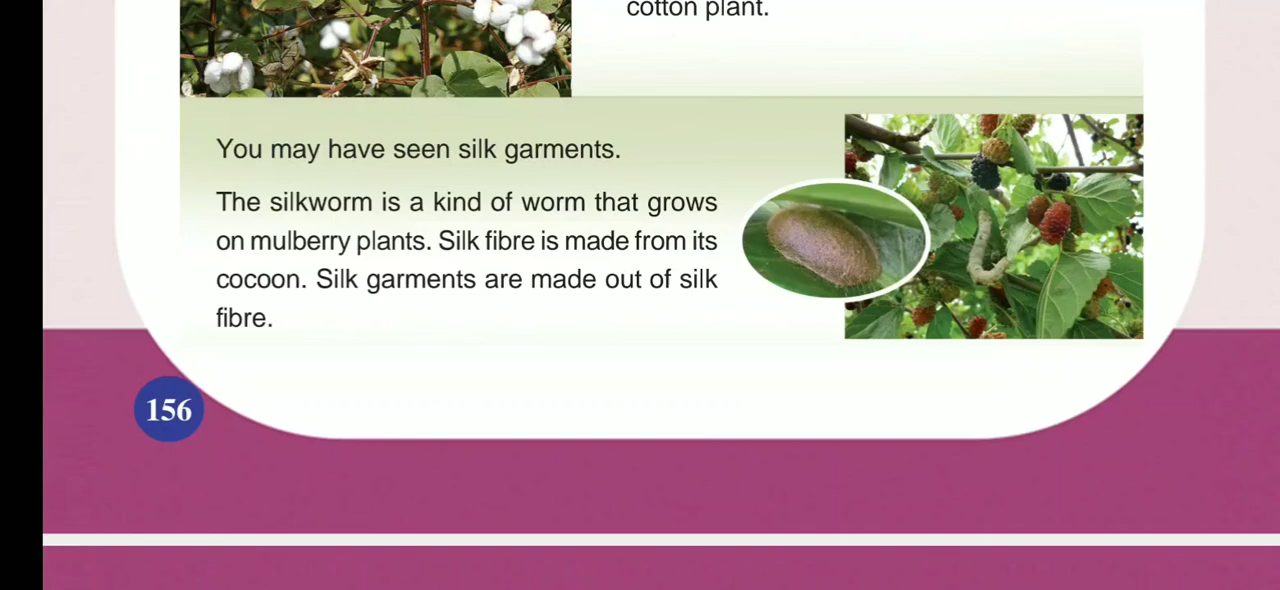 cotton plant.
You may have seen silk garments.
The silkworm is a kind of worm that grows
on mulberry plants. Silk fibre is made from its
cocoon. Silk garments are made out of silk
fibre.
156